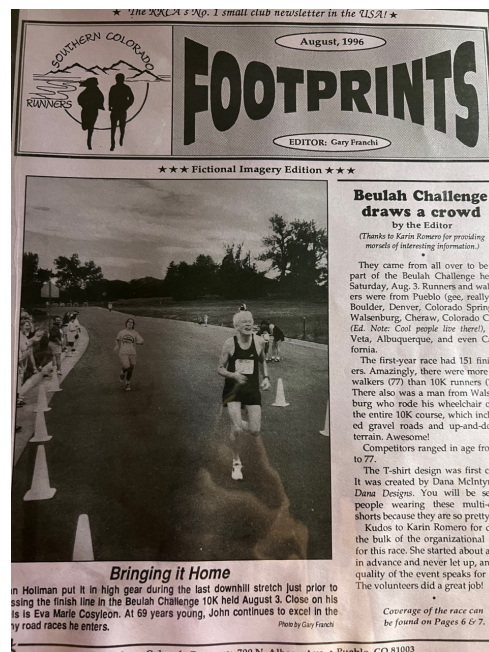 ★ The RRCA's No. 1 small club newsletter in the USA! ★
SOUTHERN COLORADO
RUNNERS
August, 1996
FOOTPRINTS
EDITOR: Gary Franchi
★★★ Fictional Imagery Edition ★★★
Beulah Challenge
draws a crowd
by the Editor
(Thanks to Karin Romero for providing
morsels of interesting information.)
They came from all over to be
part of the Beulah Challenge he
Saturday, Aug. 3. Runners and wal
ers were from Pueblo (gee, really
Boulder, Denver, Colorado Spring
Walsenburg, Cheraw, Colorado C
(Ed. Note: Cool people live there!),
Veta, Albuquerque, and even Ca
fornia.
The first-year race had 151 fini
ers. Amazingly, there were more
walkers (77) than 10K runners (
There also was a man from Wals
burg who rode his wheelchair o
the entire 10K course, which incl
ed gravel roads and up-and-do
terrain. Awesome!
Competitors ranged in age fro
to 77.
The T-shirt design was first c
It was created by Dana McInty
Dana Designs. You will be se
people wearing these multi-
shorts because they are so pretty
Kudos to Karin Romero for c
the bulk of the organizational
for this race. She started about a
in advance and never let up, an
quality of the event speaks for
The volunteers did a great job!
Coverage of the race can
be found on Pages 6 & 7.
Bringing it Home
n Hollman put it in high gear during the last downhill stretch just prior to
ssing the finish line in the Beulah Challenge 10K held August 3. Close on his
ls is Eva Marie Cosyleon. At 69 years young, John continues to excel in the
ny road races he enters.
Photo by Gary Franchi
Pueblo, CO 81003